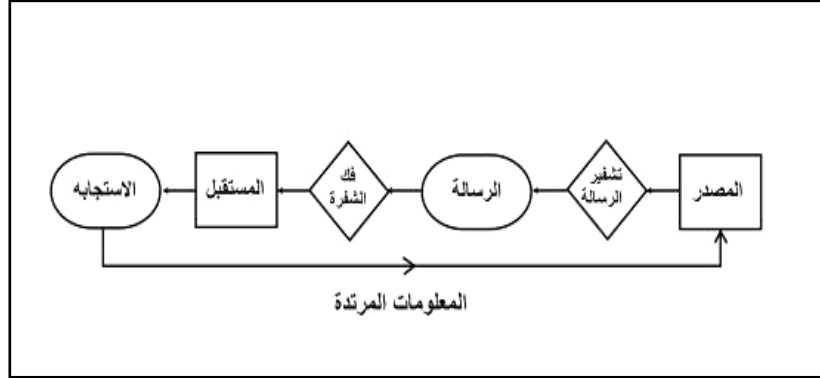 المصدر
تشفير
الرسالة
الرسالة
فك
الشفرة
المستقبل
الاستجابه
المعلومات المرتدة